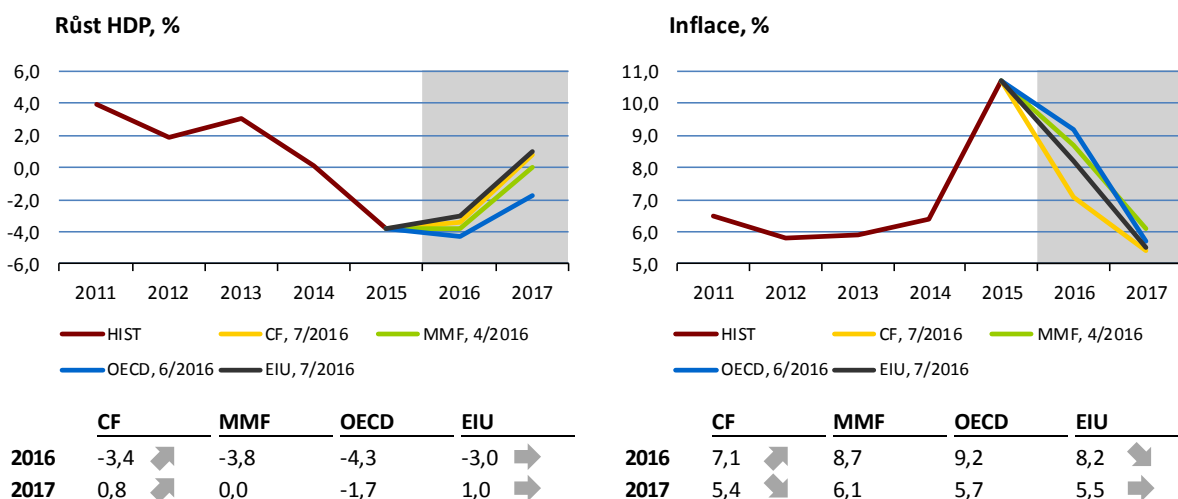 Růst HDP, %
6,0
4,0
2,0
0,0
-2,0
-4,0
-6,0
2011 2012 2013 2014 2015 2016 2017
HIST CF, 7/2016 MMF, 4/2016
OECD, 6/2016 EIU, 7/2016
CF MMF OECD EIU
2016 -3,4 -3,8 -4,3 -3,0
2017 0,8 0,0 -1,7 1,0
Inflace, %
11,0
10,0
9,0
8,0
7,0
6,0
5,0
2011 2012 2013 2014 2015 2016 2017
HIST CF, 7/2016 MMF, 4/2016
OECD, 6/2016 EIU, 7/2016
CF MMF OECD EIU
2016 7,1 8,7 9,2 8,2
2017 5,4 6,1 5,7 5,5